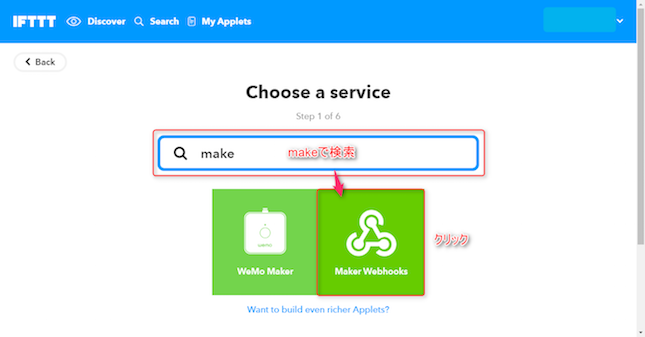 IFTTT Discover Search My Applets
Back
Choose a service
Step 1 of 6
make makeで検索
WeMo Maker
Maker Webhooks
クリック
Want to build even richer Applets?